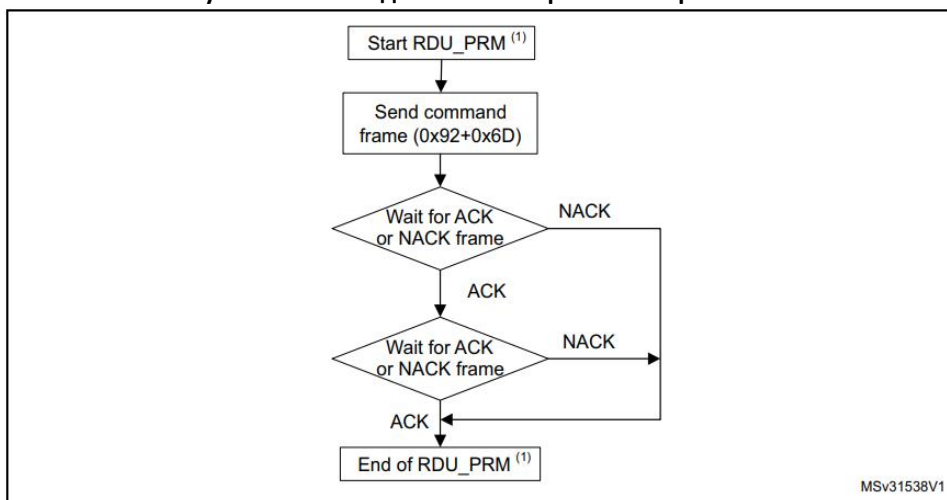 Start RDU_PRM (1)
Send command
frame (0x92+0x6D)
Wait for ACK
or NACK frame
NACK
ACK
Wait for ACK
or NACK frame
NACK
ACK
End of RDU_PRM (1)
MSv31538V1